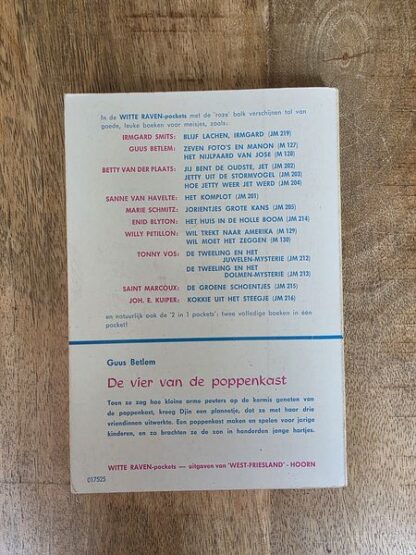 In de WITTE RAVEN-pockets met de 'roze' balk verschijnen tal van
goede, leuke boeken voor meisjes, zoals:
IRMGARD SMITS: BLIJF LACHEN, IRMGARD (JM 219)
GUUS BETLEM: ZEVEN FOTO'S EN MANON (M 127)
HET NIJLPAARD VAN JOSE (M 128)
BETTY VAN DER PLAATS: JIJ BENT DE OUDSTE, JET (JM 202)
JETTY UIT DE STORMVOGEL (JM 203)
HOE JETTY WEER JET WERD (JM 204)
SANNE VAN HAVELTE: HET KOMPLOT (JM 201)
MARIE SCHMITZ: JORIENTJES GROTE KANS (JM 205)
ENID BLYTON: HET HUIS IN DE HOLLE BOOM (JM 214)
WILLY PETILLON: WIL TREKT NAAR AMERIKA (M 129)
WIL MOET HET ZEGGEN (M 130)
TONNY VOS: DE TWEELING EN HET
JUWELEN-MYSTERIE (JM 212)
DE TWEELING EN HET
DOLMEN-MYSTERIE (JM 213)
SAINT MARCOUX: DE GROENE SCHOENTJES (JM 215)
JOH. E. KUIPER: KOKKIE UIT HET STEEGJE (JM 216)
en natuurlijk ook de '2 in 1 pockets': twee volledige boeken in één
pocket!
Guus Betlem
De vier van de poppenkast
Toen ze zag hoe kleine arme peuters op de kermis genoten van
de poppenkast, kreeg Djin een plannetje, dat ze met haar drie
vriendinnen uitwerkte. Een poppenkast maken en spelen voor jarige
kinderen, en zo brachten ze de zon in honderden jonge hartjes.
WITTE RAVEN-pockets — uitgaven van 'WEST-FRIESLAND' - HOORN
017525